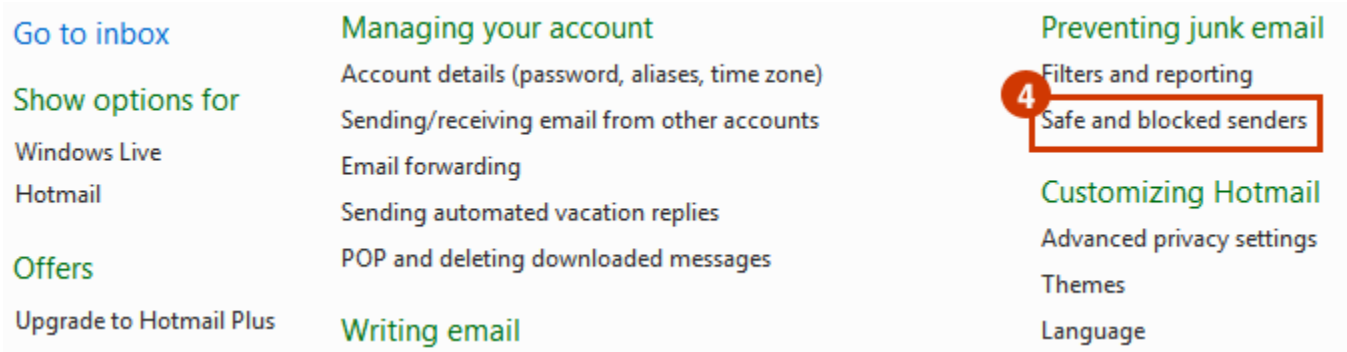 Go to inbox
Show options for
Windows Live
Hotmail
Offers
Upgrade to Hotmail Plus
Managing your account
Account details (password, aliases, time zone)
Sending/receiving email from other accounts
Email forwarding
Sending automated vacation replies
POP and deleting downloaded messages
Writing email
Preventing junk email
Filters and reporting
4
Safe and blocked senders
Customizing Hotmail
Advanced privacy settings
Themes
Language